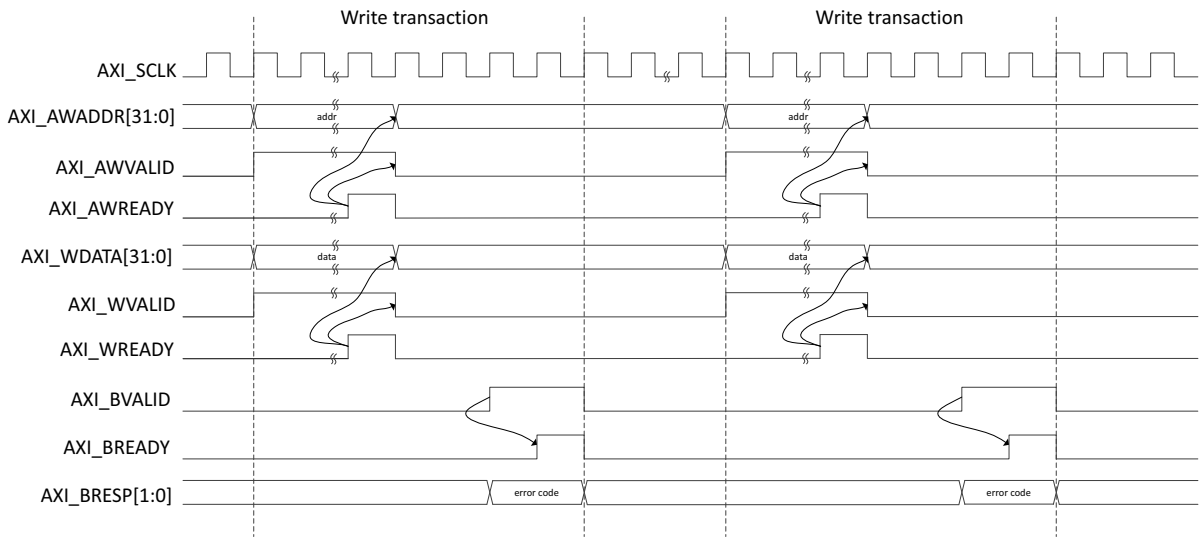 Write transaction Write transaction
AXI_SCLK
AXI_AWADDR[31:0] addr addr
AXI_AWVALID
AXI_AWREADY
AXI_WDATA[31:0] data data
AXI_WVALID
AXI_WREADY
AXI_BVALID
AXI_BREADY
AXI_BRESP[1:0] error code error code